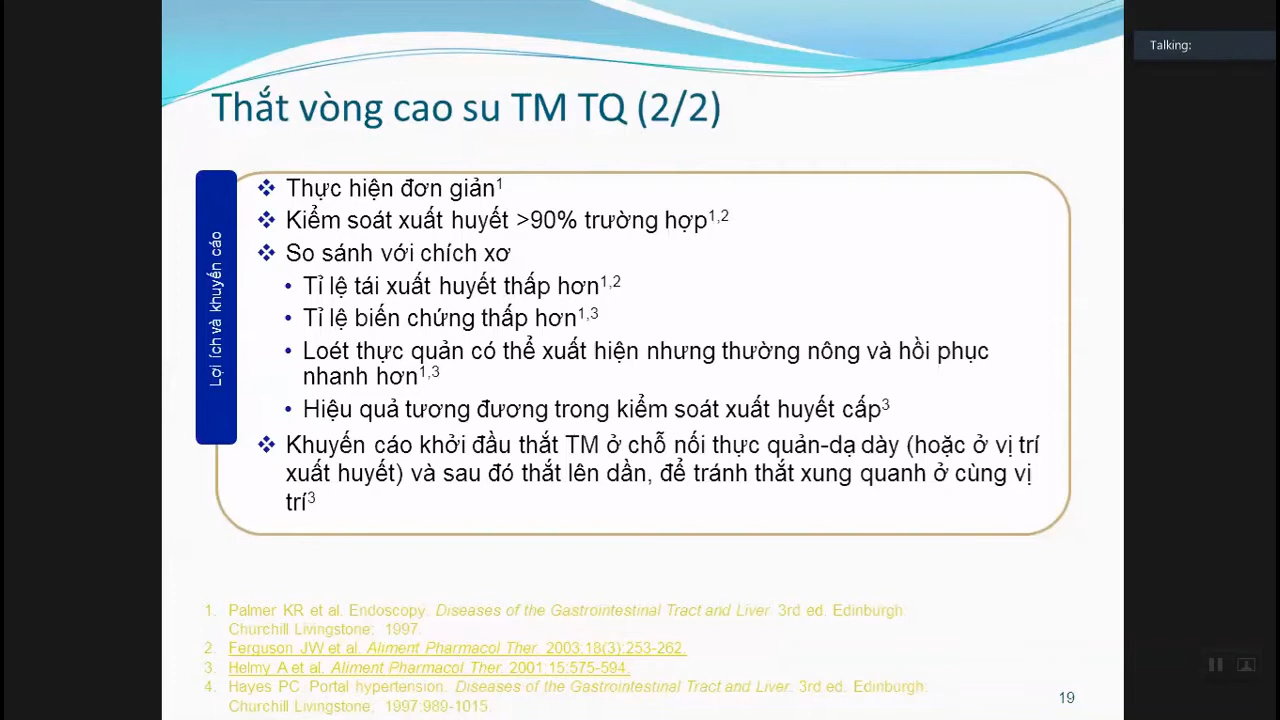 Talking:
Thắt vòng cao su TM TQ (2/2)
Lợi ích và khuyến cáo
❖ Thực hiện đơn giản¹
❖ Kiểm soát xuất huyết >90% trường hợp¹,²
❖ So sánh với chích xơ
• Tỉ lệ tái xuất huyết thấp hơn¹,²
• Tỉ lệ biến chứng thấp hơn¹,³
• Loét thực quản có thể xuất hiện nhưng thường nông và hồi phục
nhanh hơn¹,³
• Hiệu quả tương đương trong kiểm soát xuất huyết cấp³
❖ Khuyến cáo khởi đầu thắt TM ở chỗ nối thực quản-dạ dày (hoặc ở vị trí
xuất huyết) và sau đó thắt lên dần, để tránh thắt xung quanh ở cùng vị
trí³
1. Palmer KR et al. Endoscopy. Diseases of the Gastrointestinal Tract and Liver. 3rd ed. Edinburgh:
Churchill Livingstone; 1997.
2. Ferguson JW et al. Aliment Pharmacol Ther. 2003:18(3):253-262.
3. Helmy A et al. Aliment Pharmacol Ther. 2001:15:575-594.
4. Hayes PC. Portal hypertension. Diseases of the Gastrointestinal Tract and Liver. 3rd ed. Edinburgh:
Churchill Livingstone; 1997:989-1015.
19